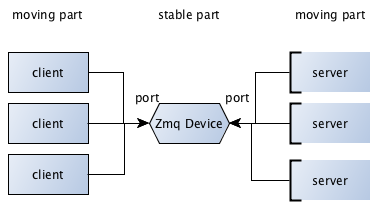 moving part stable part moving part
client server
port port
client Zmq Device server
client server